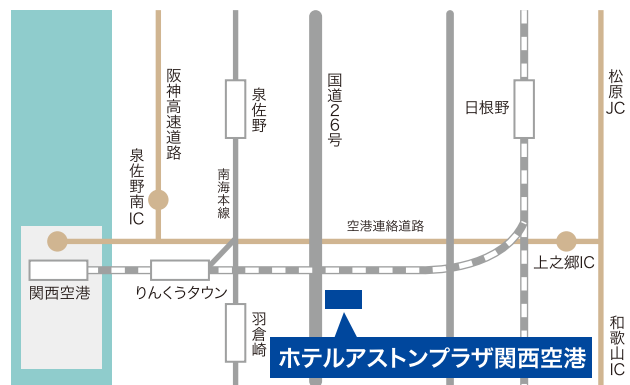 阪神高速道路
泉佐野
国道26号
日根野
松原JC
泉佐野南IC
南海本線
空港連絡道路
上之郷IC
関西空港
りんくうタウン
羽倉崎
和歌山IC
ホテルアストンプラザ関西空港